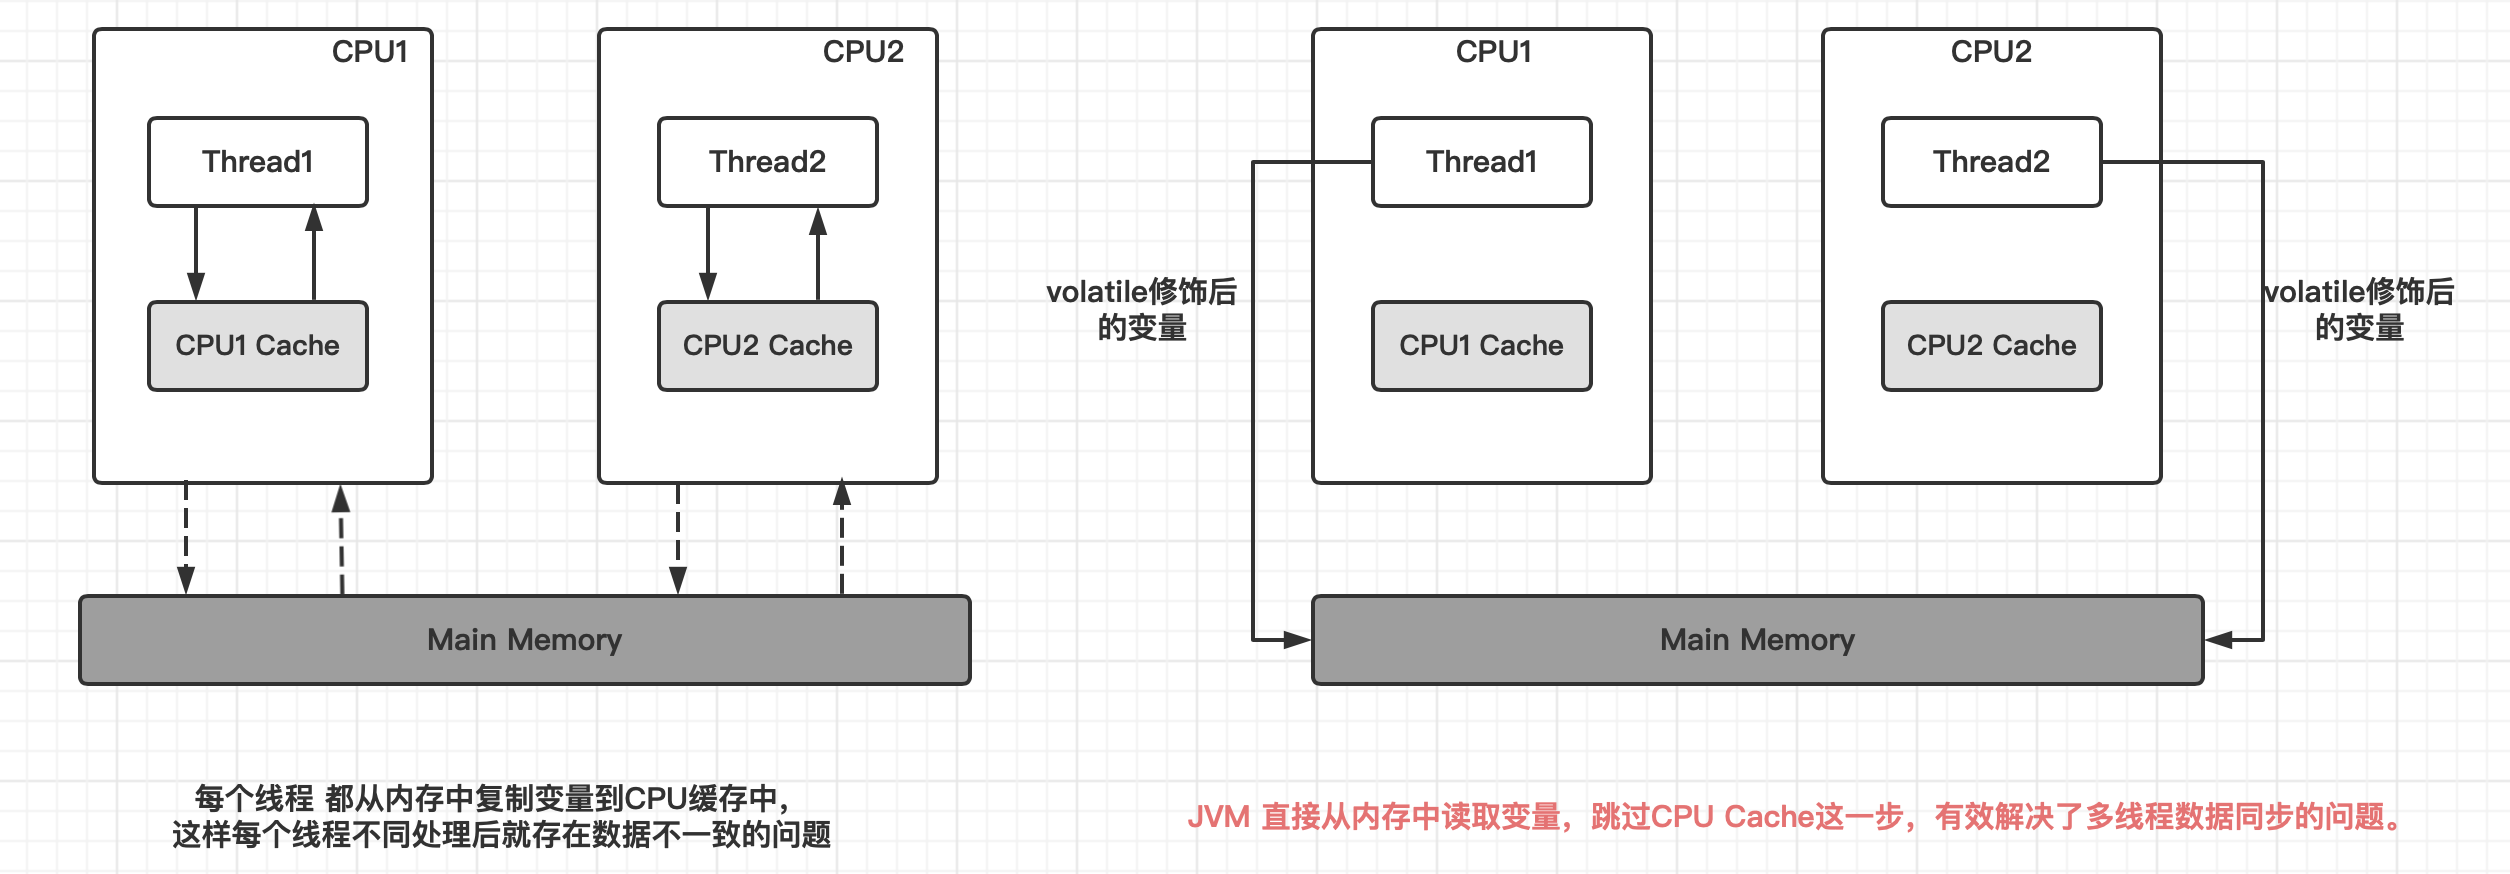 CPU1
Thread1
CPU1 Cache
CPU2
Thread2
CPU2 Cache
Main Memory
每个线程 都从内存中复制变量到CPU缓存中，
这样每个线程不同处理后就存在数据不一致的问题
volatile修饰后
的变量
CPU1
Thread1
CPU1 Cache
CPU2
Thread2
CPU2 Cache
volatile修饰后
的变量
Main Memory
JVM 直接从内存中读取变量，跳过CPU Cache这一步，有效解决了多线程数据同步的问题。